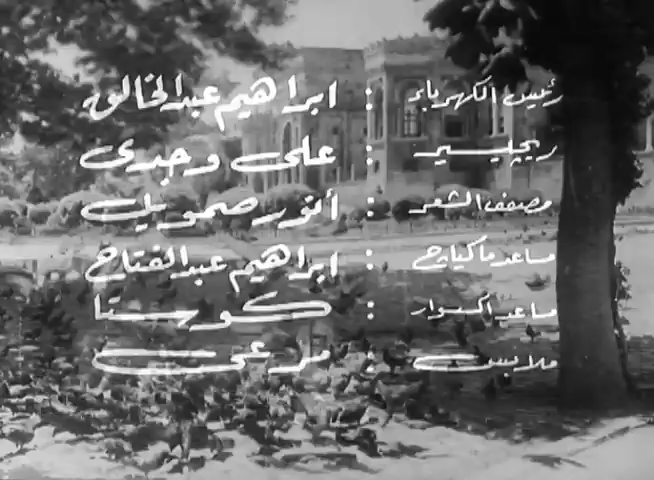 رئيس الكهرباء : ابراهيم عبد الخالق
ريجيسير : على وجدى
مصفف الشعر : أنور صمويل
مساعد ماكياج : ابراهيم عبد الفتاح
مساعد اكسسوار : كوستا
ملابس : مرعى